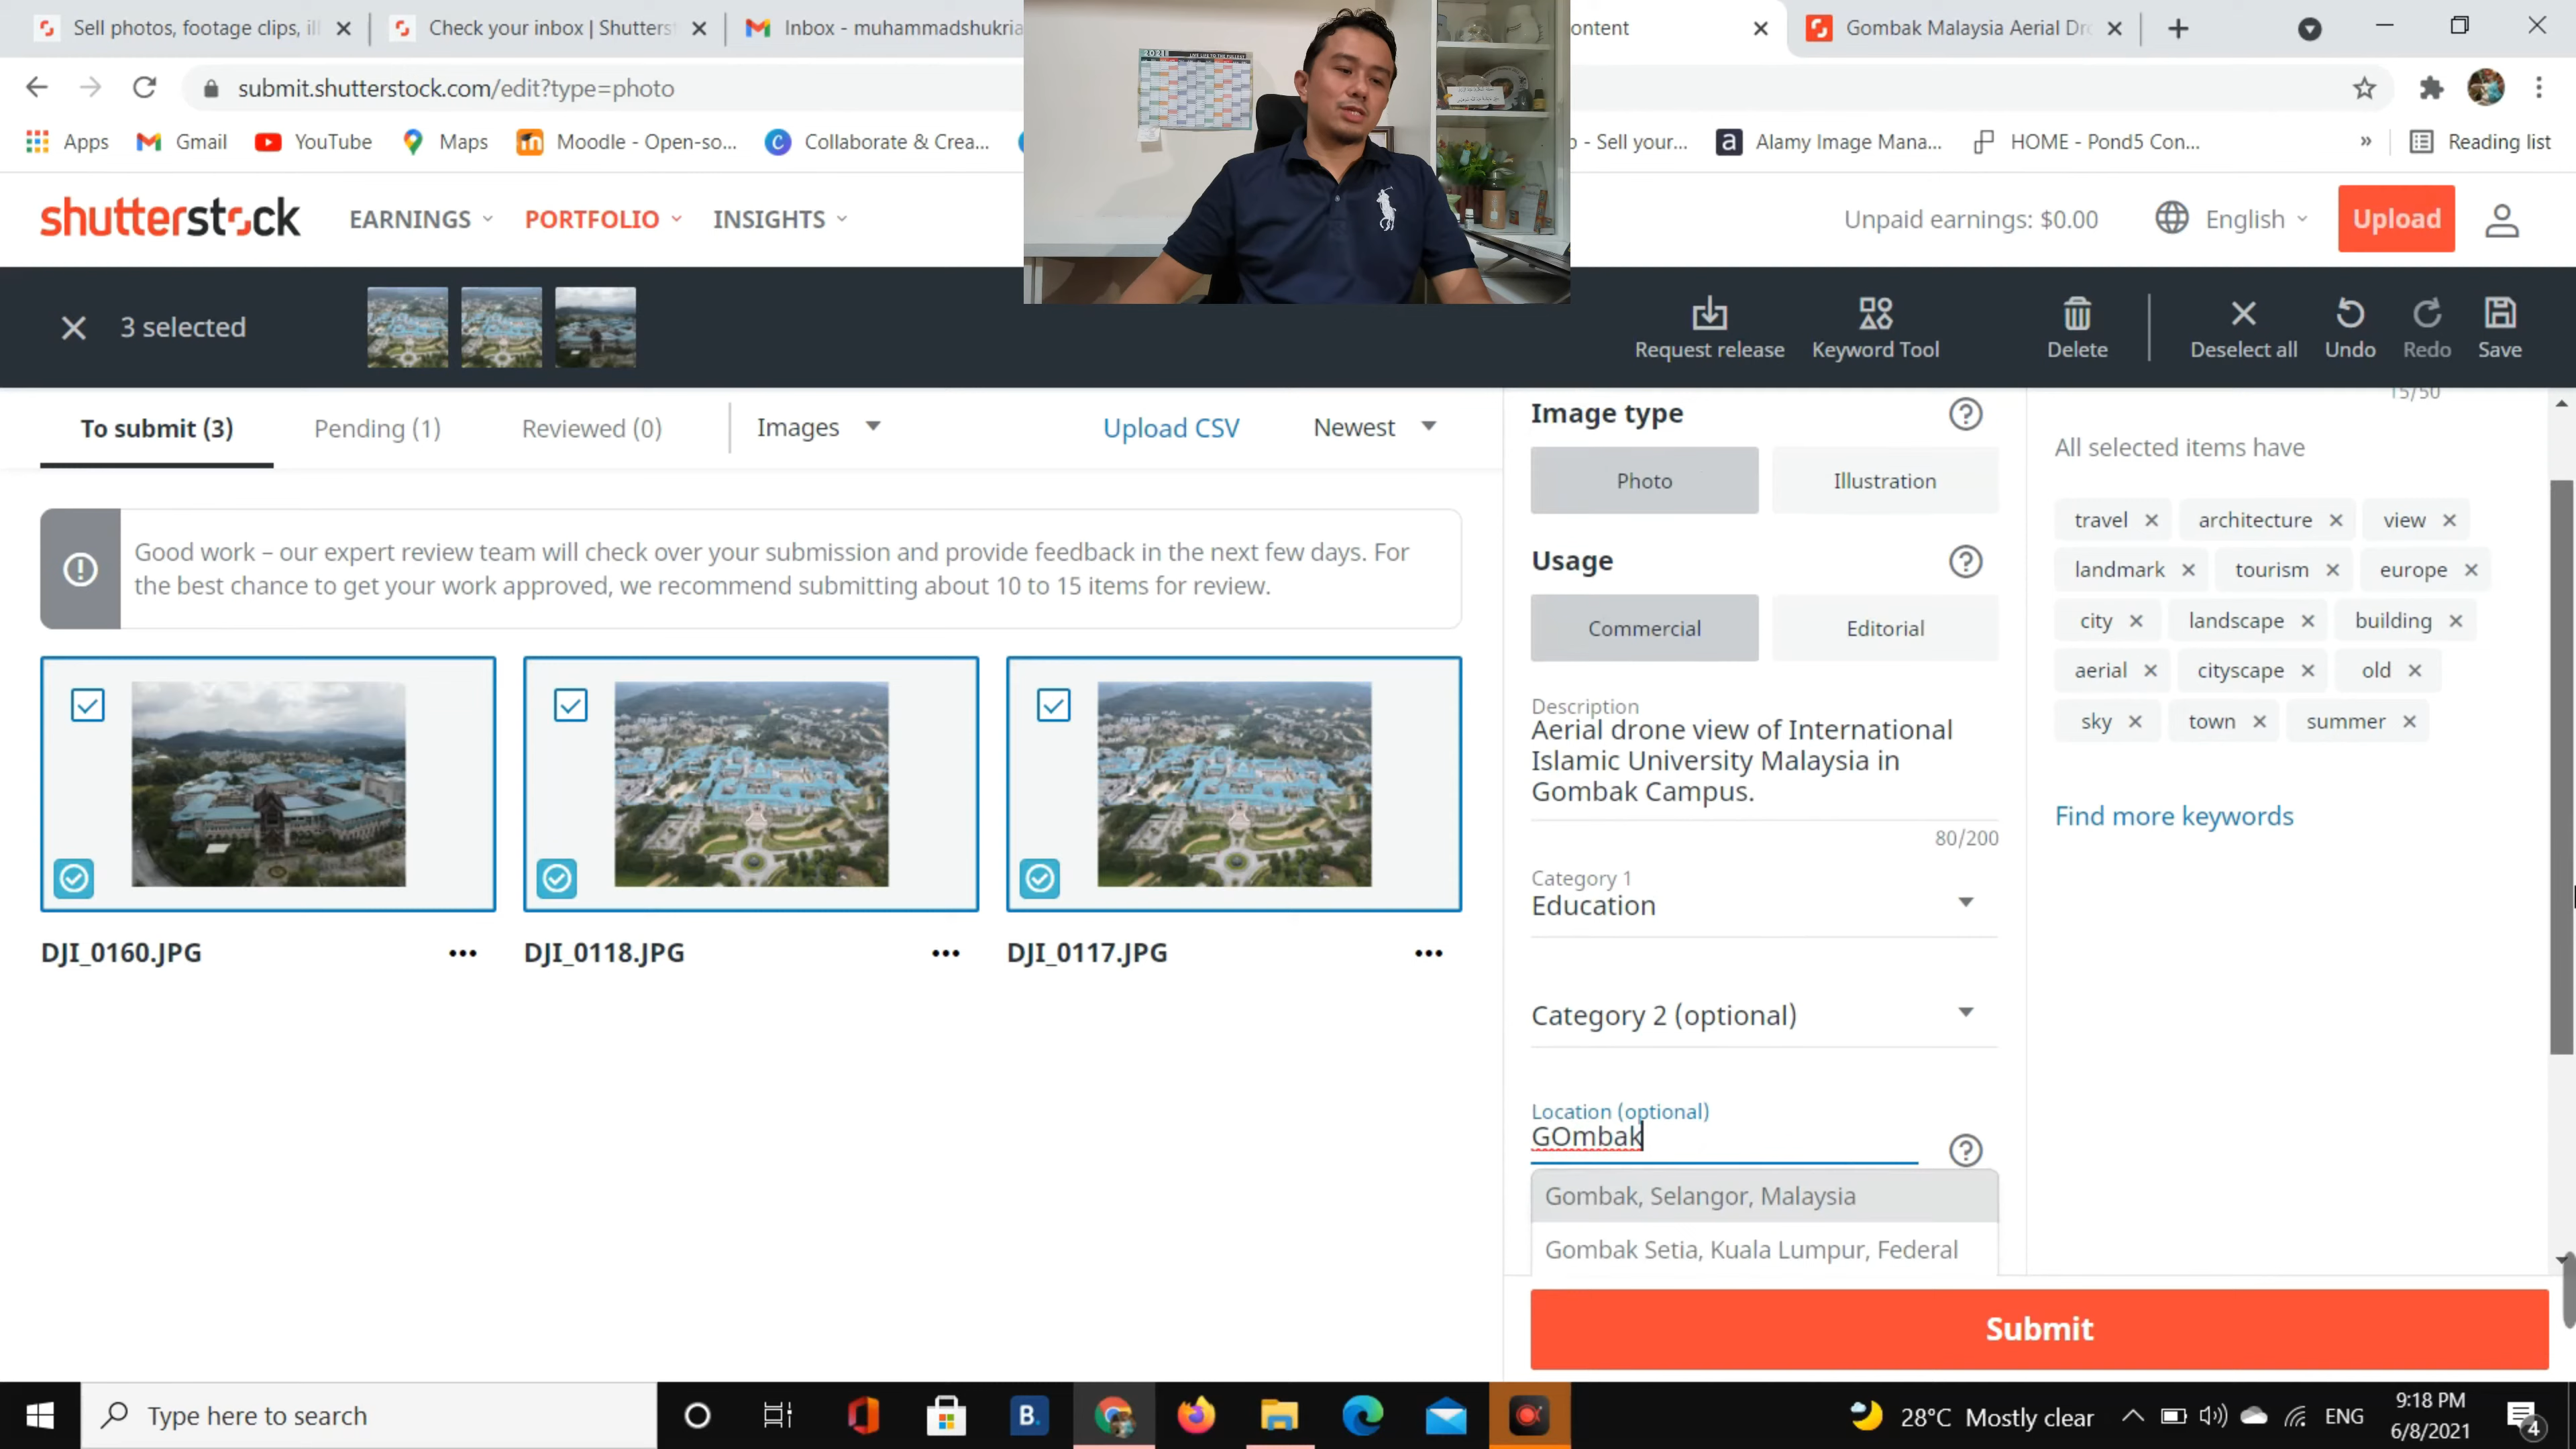 Sell photos, footage clips, ill
Check your inbox | Shutters
Inbox - muhammadshukria
ontent
Gombak Malaysia Aerial Dr
submit.shutterstock.com/edit?type=photo
Apps
Gmail
YouTube
Maps
Moodle - Open-so...
Collaborate & Crea...
- Sell your...
Alamy Image Mana...
HOME - Pond5 Con...
»
Reading list
2021
shutterstock
EARNINGS
PORTFOLIO
INSIGHTS
Unpaid earnings: $0.00
English
Upload
3 selected
Request release
Keyword Tool
Delete
Deselect all
Undo
Redo
Save
To submit (3)
Pending (1)
Reviewed (0)
Images
Upload CSV
Newest
Good work – our expert review team will check over your submission and provide feedback in the next few days. For
the best chance to get your work approved, we recommend submitting about 10 to 15 items for review.
DJI_0160.JPG
DJI_0118.JPG
DJI_0117.JPG
Image type
Photo
Illustration
Usage
Commercial
Editorial
Description
Aerial drone view of International
Islamic University Malaysia in
Gombak Campus.
80/200
Category 1
Education
Category 2 (optional)
Location (optional)
GOmbak
Gombak, Selangor, Malaysia
Gombak Setia, Kuala Lumpur, Federal
15/50
All selected items have
travel
architecture
view
landmark
tourism
europe
city
landscape
building
aerial
cityscape
old
sky
town
summer
Find more keywords
Submit
Type here to search
B.
28°C Mostly clear
ENG
9:18 PM
6/8/2021
4